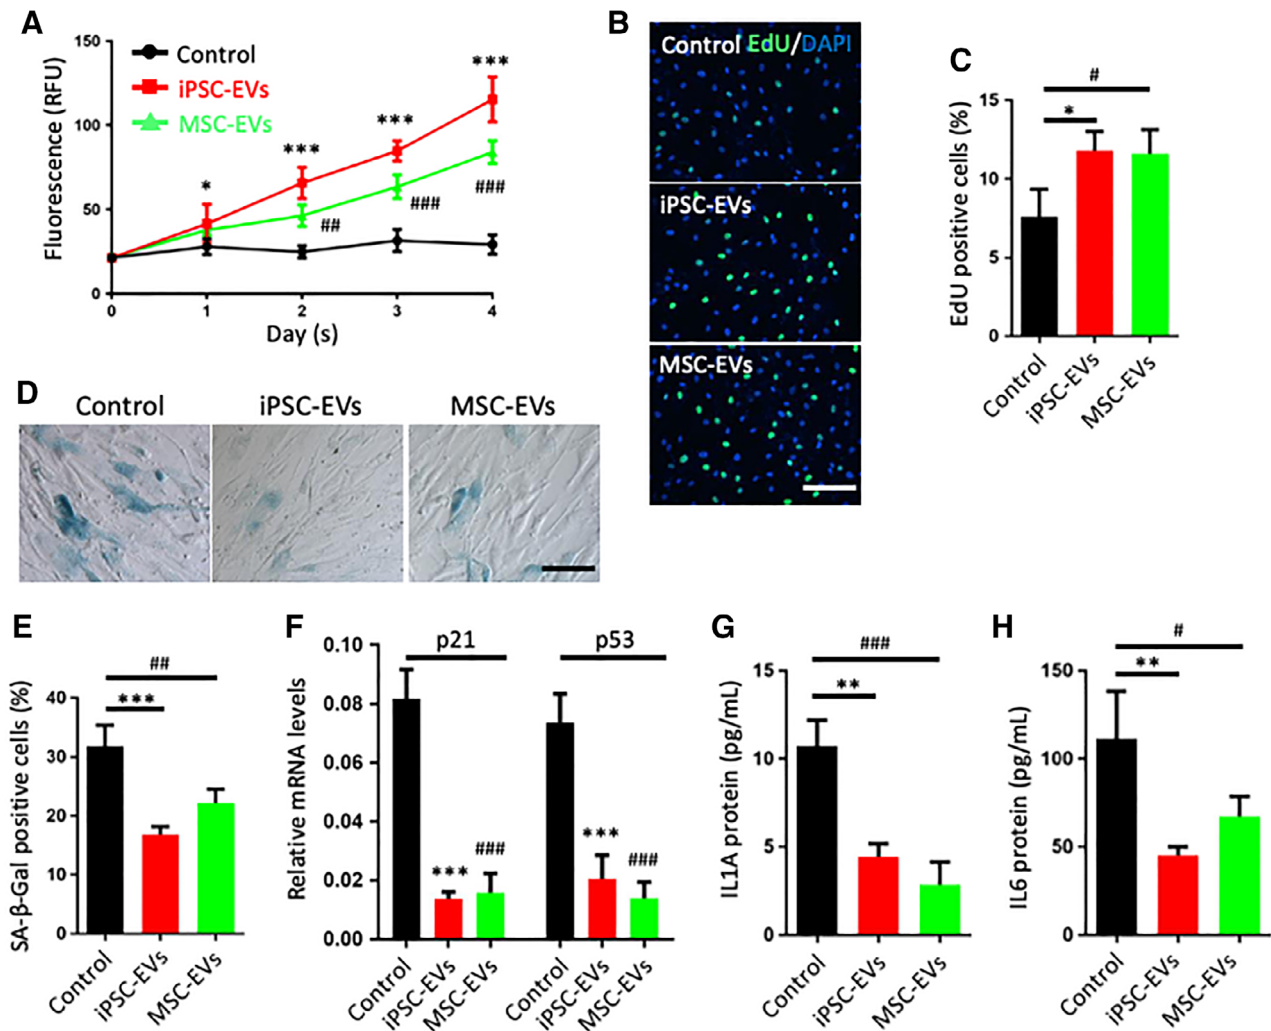 A
150
100
50
0
Fluorescence (RFU)
Control
iPSC-EVs
MSC-EVs
*
***
***
***
##
###
###
0 1 2 3 4
Day (s)
B
Control EdU/DAPI
iPSC-EVs
MSC-EVs
C
15
10
5
0
EdU positive cells (%)
#
*
Control
iPSC-EVs
MSC-EVs
D
Control iPSC-EVs MSC-EVs
E
40
30
20
10
0
SA-β-Gal positive cells (%)
##
***
Control
iPSC-EVs
MSC-EVs
F
0.10
0.08
0.06
0.04
0.02
0.00
Relative mRNA levels
p21 p53
***
###
***
###
Control
iPSC-EVs
MSC-EVs
Control
iPSC-EVs
MSC-EVs
G
15
10
5
0
IL1A protein (pg/mL)
###
**
Control
iPSC-EVs
MSC-EVs
H
150
100
50
0
IL6 protein (pg/mL)
#
**
Control
iPSC-EVs
MSC-EVs